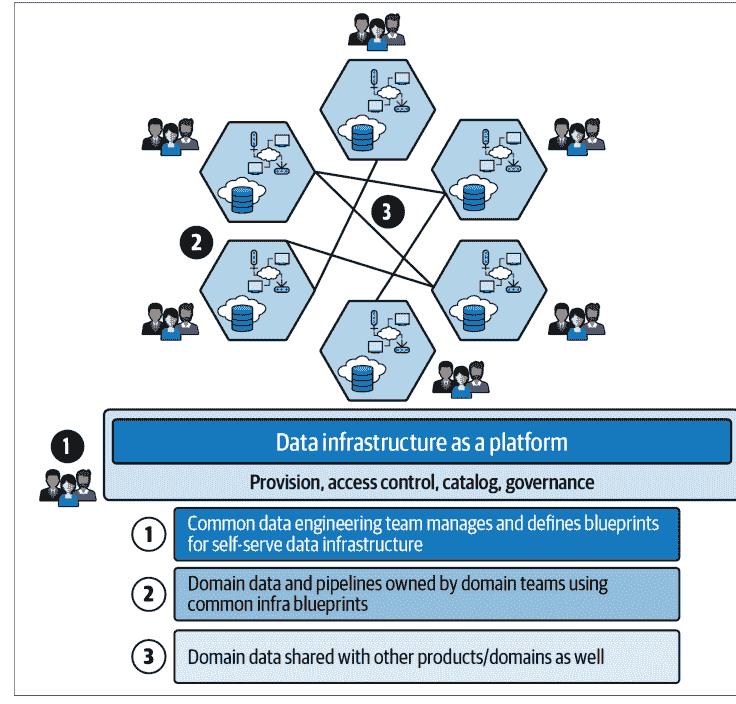 3
2
1
Data infrastructure as a platform
Provision, access control, catalog, governance
1
Common data engineering team manages and defines blueprints
for self-serve data infrastructure
2
Domain data and pipelines owned by domain teams using
common infra blueprints
3
Domain data shared with other products/domains as well